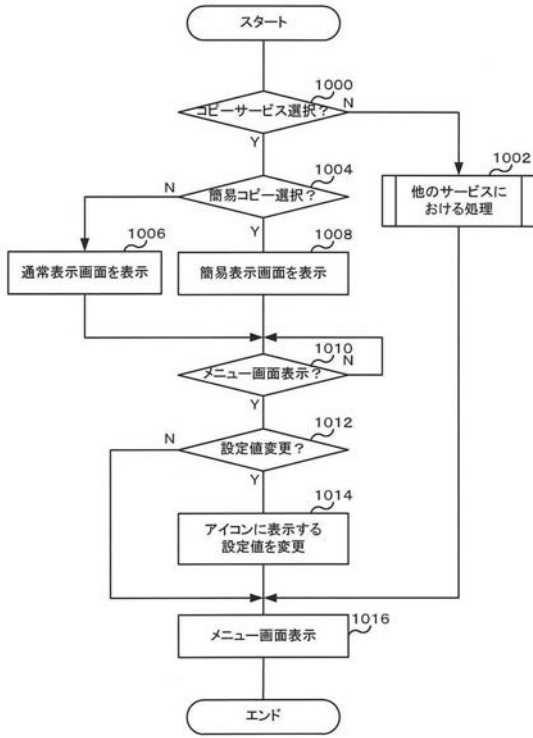 スタート
1000
コピーサービス選択？
N
Y
1002
他のサービスに
おける処理
1004
簡易コピー選択？
N
Y
1006
通常表示画面を表示
1008
簡易表示画面を表示
1010
メニュー画面表示？
N
Y
1012
設定値変更？
N
Y
1014
アイコンに表示する
設定値を変更
メニュー画面表示
1016
エンド